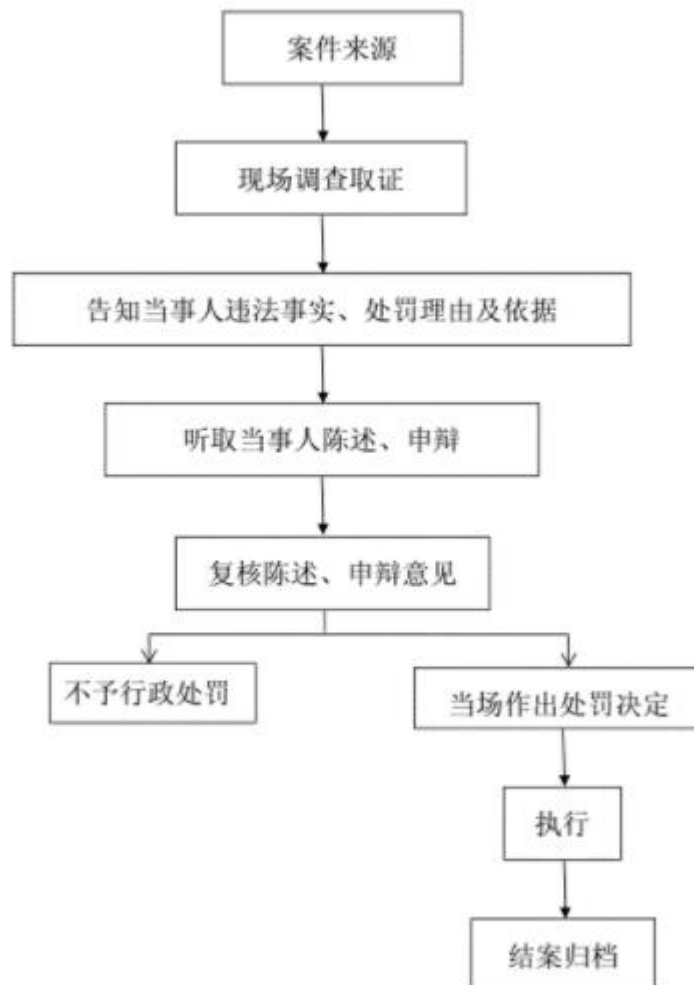 案件来源
现场调查取证
告知当事人违法事实、处罚理由及依据
听取当事人陈述、申辩
复核陈述、申辩意见
不予行政处罚
当场作出处罚决定
执行
结案归档